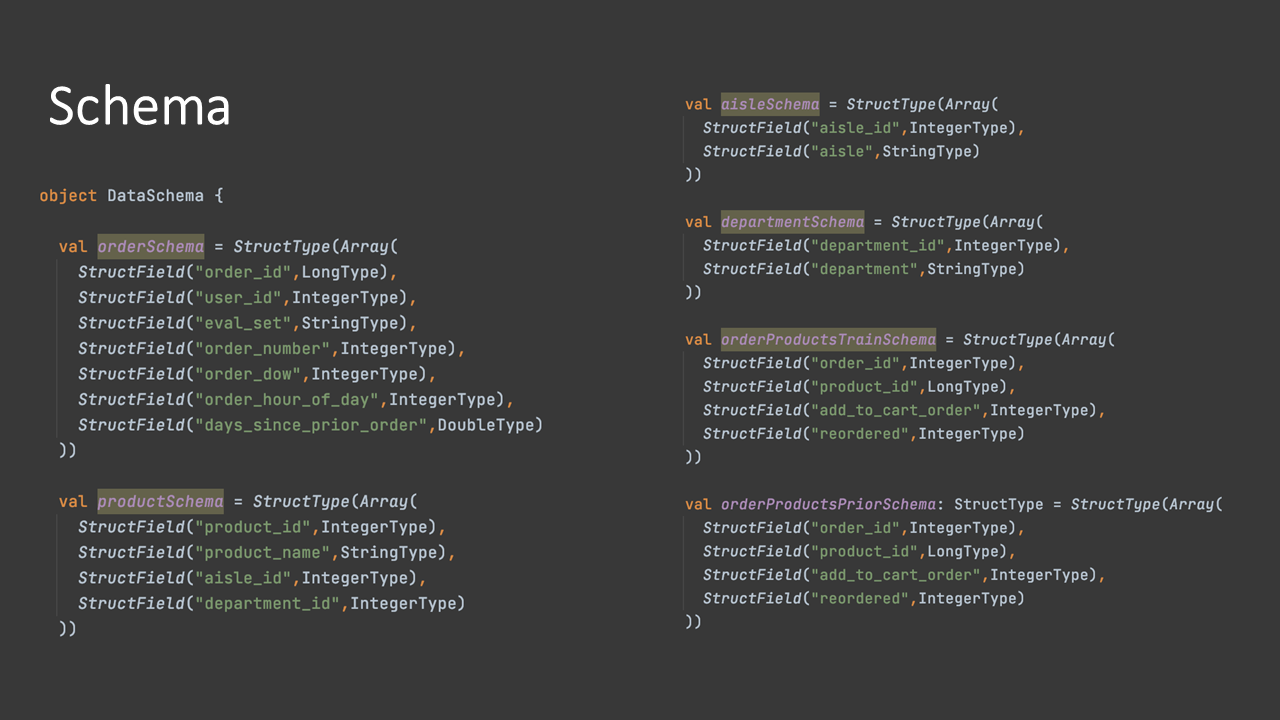 Schema
object DataSchema {
val orderSchema = StructType(Array(
StructField("order_id",LongType),
StructField("user_id",IntegerType),
StructField("eval_set",StringType),
StructField("order_number",IntegerType),
StructField("order_dow",IntegerType),
StructField("order_hour_of_day",IntegerType),
StructField("days_since_prior_order",DoubleType)
))
val productSchema = StructType(Array(
StructField("product_id",IntegerType),
StructField("product_name",StringType),
StructField("aisle_id",IntegerType),
StructField("department_id",IntegerType)
))
val aisleSchema = StructType(Array(
StructField("aisle_id",IntegerType),
StructField("aisle",StringType)
))
val departmentSchema = StructType(Array(
StructField("department_id",IntegerType),
StructField("department",StringType)
))
val orderProductsTrainSchema = StructType(Array(
StructField("order_id",IntegerType),
StructField("product_id",LongType),
StructField("add_to_cart_order",IntegerType),
StructField("reordered",IntegerType)
))
val orderProductsPriorSchema: StructType = StructType(Array(
StructField("order_id",IntegerType),
StructField("product_id",LongType),
StructField("add_to_cart_order",IntegerType),
StructField("reordered",IntegerType)
))